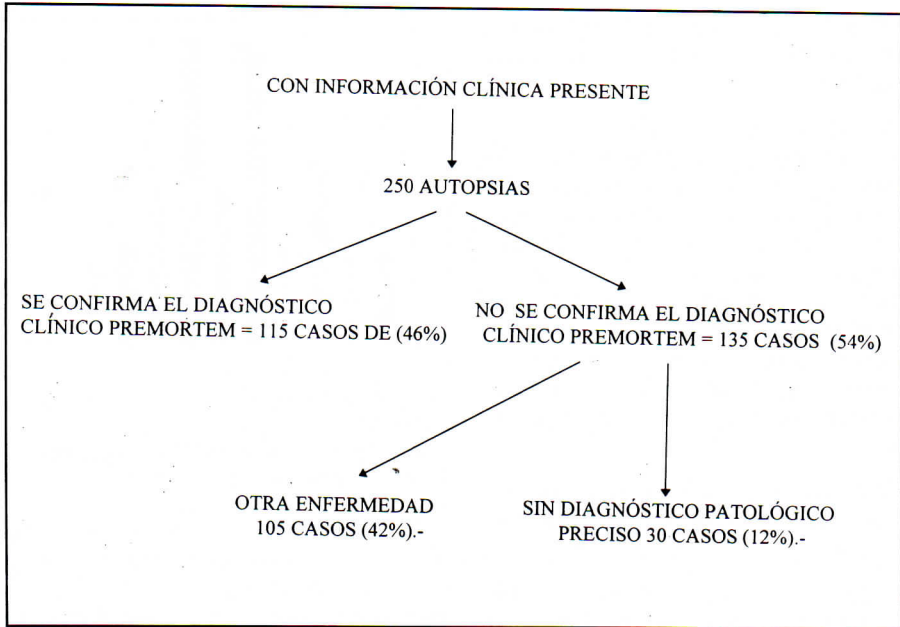 CON INFORMACIÓN CLÍNICA PRESENTE
250 AUTOPSIAS
SE CONFIRMA EL DIAGNÓSTICO
CLÍNICO PREMORTEM = 115 CASOS DE (46%)
NO SE CONFIRMA EL DIAGNÓSTICO
CLÍNICO PREMORTEM = 135 CASOS (54%)
OTRA ENFERMEDAD
105 CASOS (42%).-
SIN DIAGNÓSTICO PATOLÓGICO
PRECISO 30 CASOS (12%).-